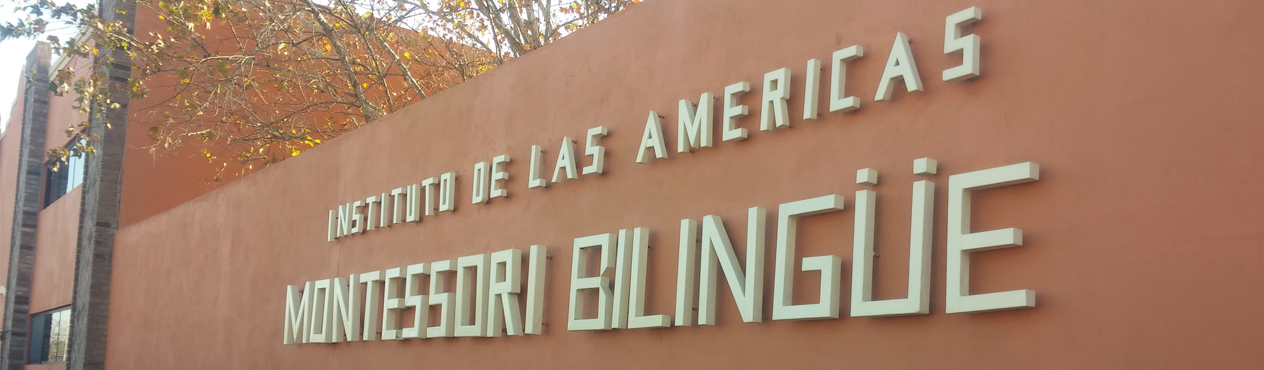 INSTITUTO DE LAS AMERICAS
MONTESSORI BILINGÜE